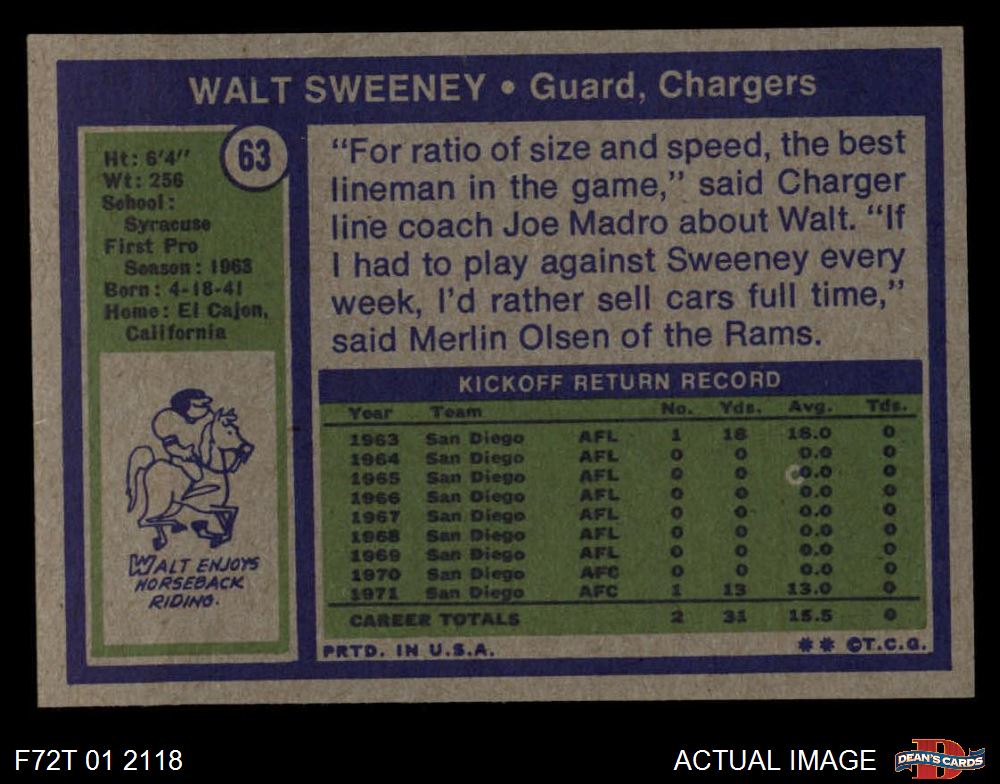 WALT SWEENEY • Guard, Chargers
63
Ht: 6'4"
Wt: 256
School:
Syracuse
First Pro
Season: 1963
Born: 4-18-41
Home: El Cajon,
California
WALT ENJOYS
HORSEBACK
RIDING.
"For ratio of size and speed, the best
lineman in the game," said Charger
line coach Joe Madro about Walt. "If
I had to play against Sweeney every
week, I'd rather sell cars full time,"
said Merlin Olsen of the Rams.
KICKOFF RETURN RECORD
Year Team No. Yds. Avg. Tds.
1963 San Diego AFL 1 18 18.0 0
1964 San Diego AFL 0 0 0.0 0
1965 San Diego AFL 0 0 0.0 0
1966 San Diego AFL 0 0 0.0 0
1967 San Diego AFL 0 0 0.0 0
1968 San Diego AFL 0 0 0.0 0
1969 San Diego AFL 0 0 0.0 0
1970 San Diego AFC 0 0 0.0 0
1971 San Diego AFC 1 13 13.0 0
CAREER TOTALS 2 31 15.5 0
PRTD. IN U.S.A. ** ©T.C.G.
F72T 01 2118 ACTUAL IMAGE
D
DEAN'S CARDS